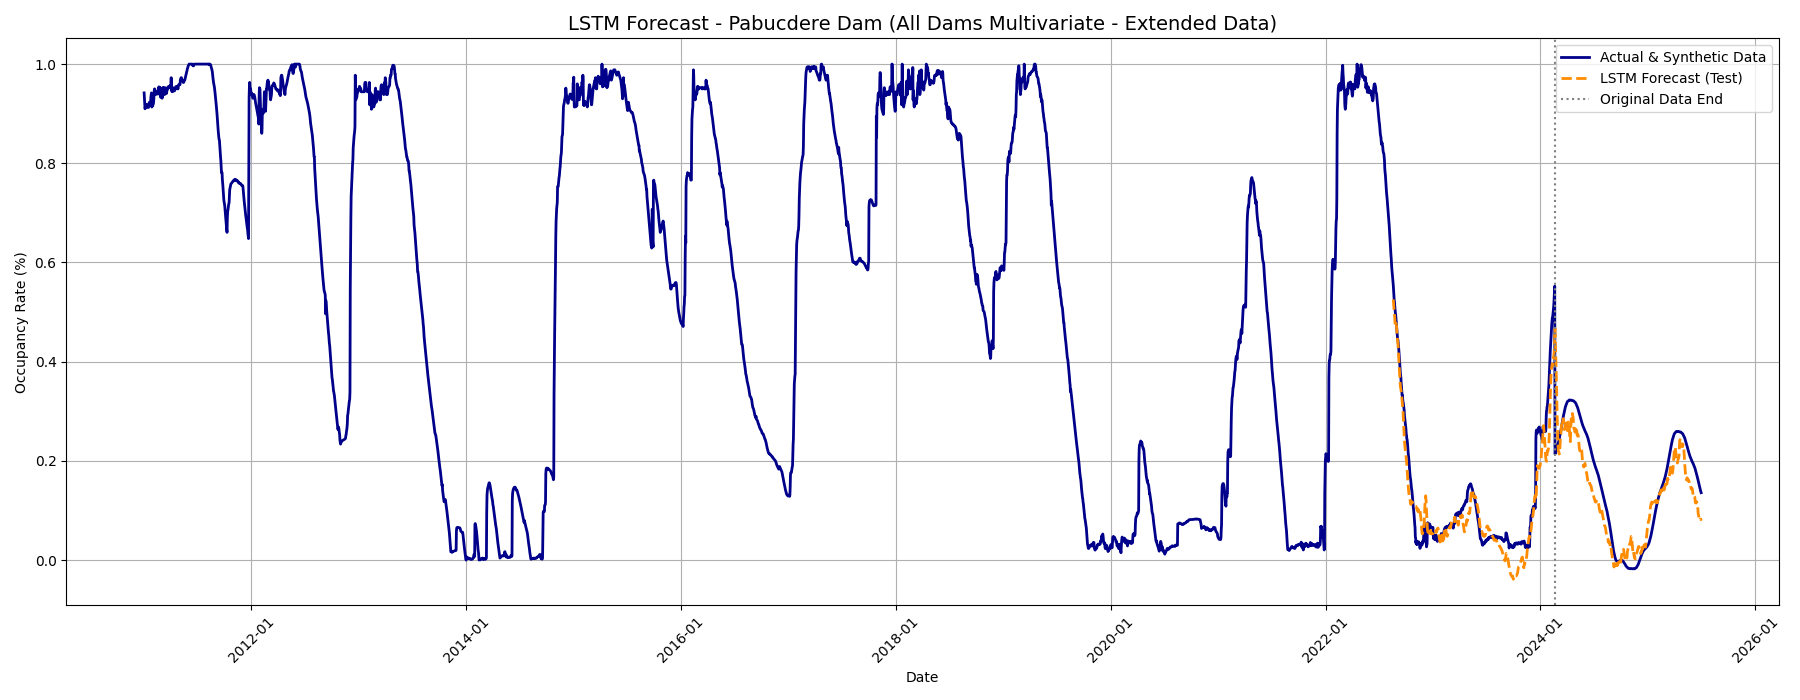 LSTM Forecast - Pabucdere Dam (All Dams Multivariate - Extended Data)
Actual & Synthetic Data
LSTM Forecast (Test)
Original Data End
Occupancy Rate (%)
1.0
0.8
0.6
0.4
0.2
0.0
2012-01
2014-01
2016-01
2018-01
2020-01
2022-01
2024-01
2026-01
Date